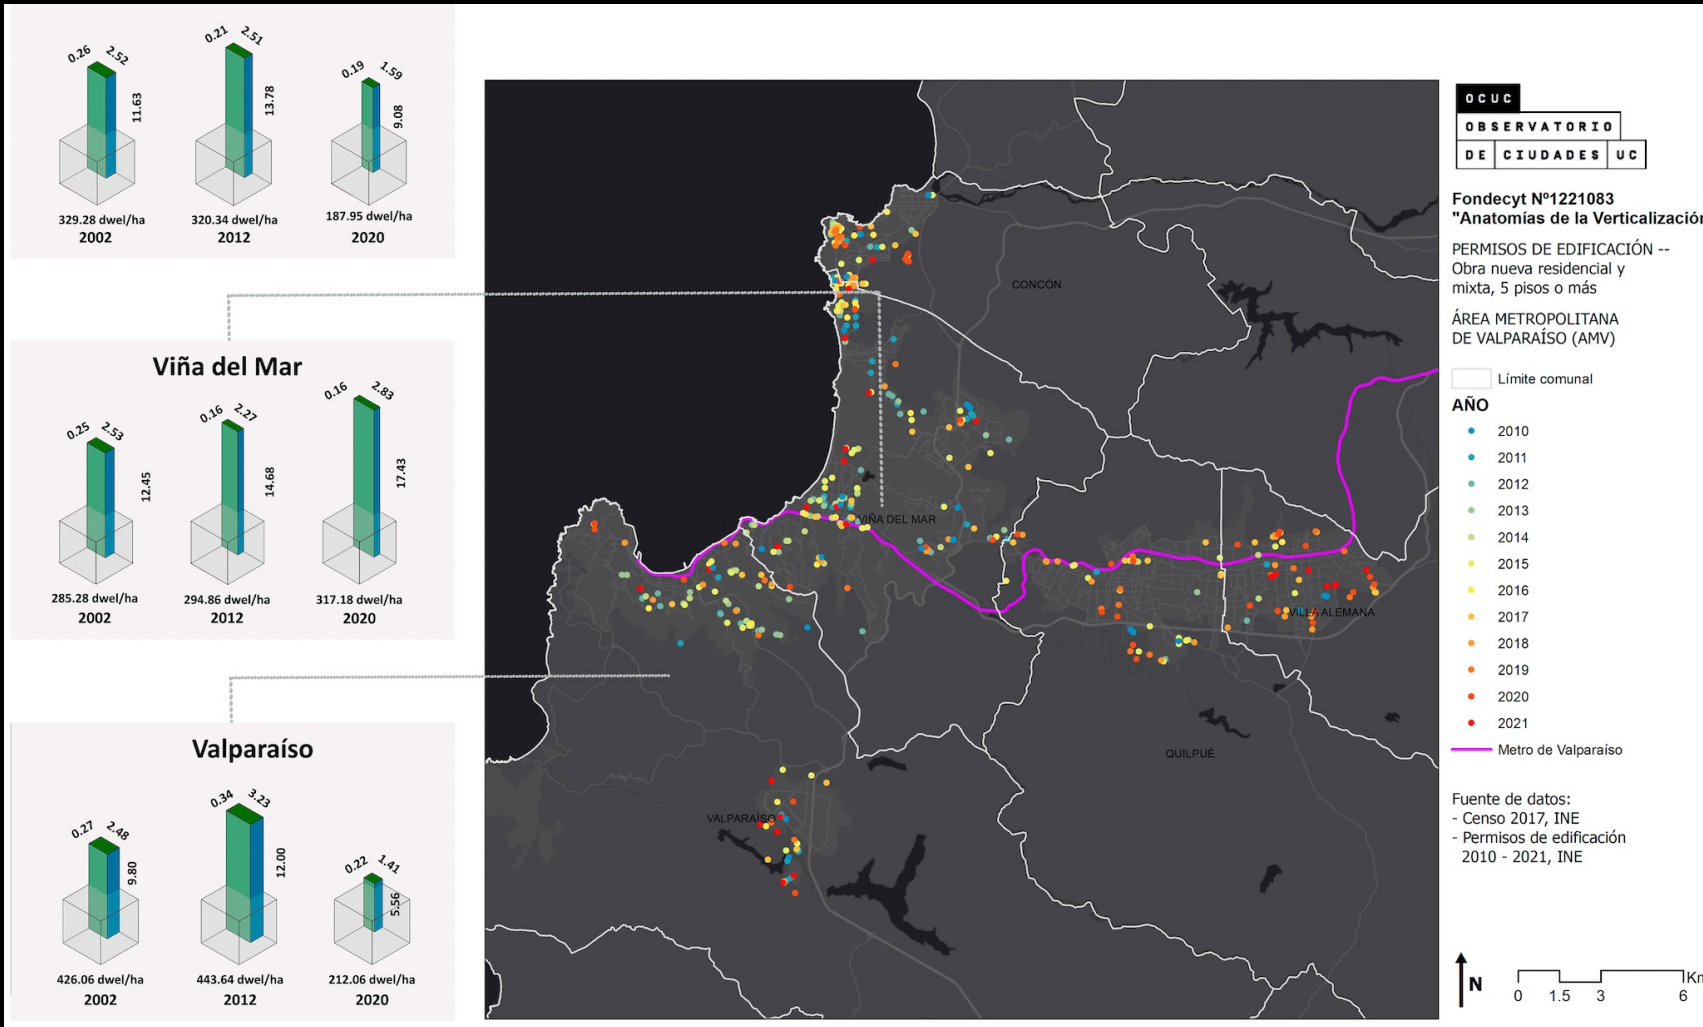 0.26 2.52
11.63
329.28 dwel/ha
2002
0.21 2.51
13.78
320.34 dwel/ha
2012
0.19 1.59
9.08
187.95 dwel/ha
2020
Viña del Mar
0.25 2.53
12.45
285.28 dwel/ha
2002
0.16 2.27
14.68
294.86 dwel/ha
2012
0.16 2.83
17.43
317.18 dwel/ha
2020
Valparaíso
0.27 2.48
9.80
426.06 dwel/ha
2002
0.34 3.23
12.00
443.64 dwel/ha
2012
0.22 1.41
5.56
212.06 dwel/ha
2020
CONCÓN
VIÑA DEL MAR
VILLA ALEMANA
QUILPUÉ
VALPARAÍSO
OCUC
OBSERVATORIO
DE CIUDADES UC
Fondecyt Nº1221083
"Anatomías de la Verticalización
PERMISOS DE EDIFICACIÓN --
Obra nueva residencial y
mixta, 5 pisos o más
ÁREA METROPOLITANA
DE VALPARAÍSO (AMV)
Límite comunal
AÑO
2010
2011
2012
2013
2014
2015
2016
2017
2018
2019
2020
2021
Metro de Valparaíso
Fuente de datos:
- Censo 2017, INE
- Permisos de edificación
2010 - 2021, INE
N
0 1.5 3 6 Km